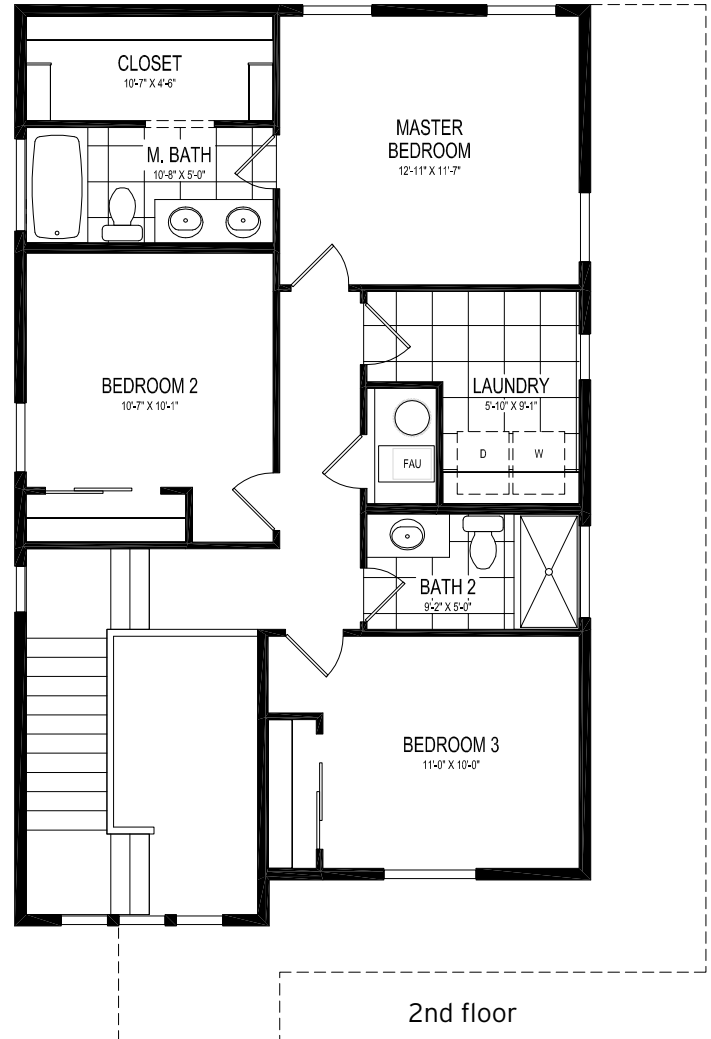 CLOSET
10'-7" X 4'-6"
MASTER
BEDROOM
12'-11" X 11'-7"
M. BATH
10'-8" X 5'-0"
BEDROOM 2
10'-7" X 10'-1"
LAUNDRY
5'-10" X 9'-1"
D
W
FAU
BATH 2
9'-2" X 5'-0"
BEDROOM 3
11'-0" X 10'-0"
2nd floor